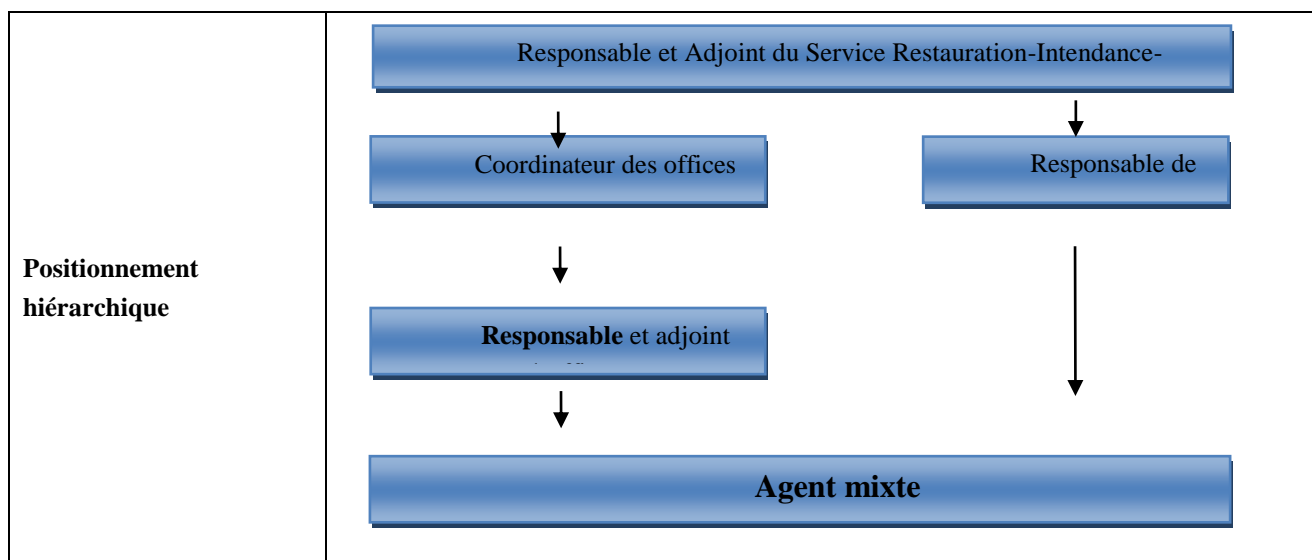 Responsable et Adjoint du Service Restauration-Intendance-
Coordinateur des offices
Responsable de
Positionnement
hiérarchique
Responsable et adjoint
Agent mixte